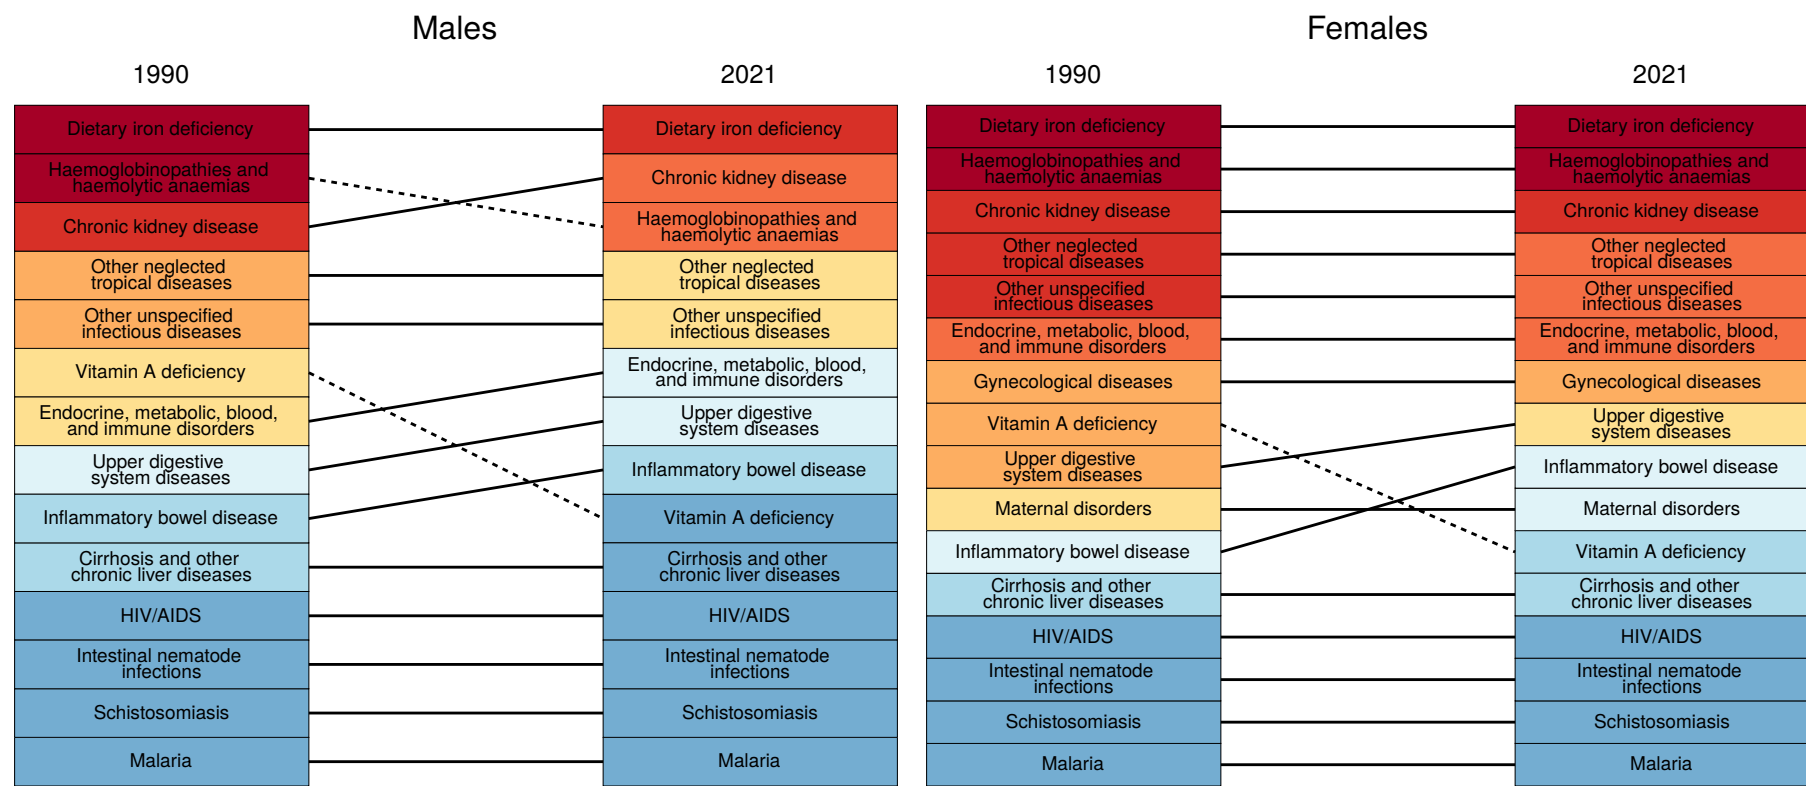 Males
1990
2021
Dietary iron deficiency
Haemoglobinopathies and
haemolytic anaemias
Chronic kidney disease
Other neglected
tropical diseases
Other unspecified
infectious diseases
Vitamin A deficiency
Endocrine, metabolic, blood,
and immune disorders
Upper digestive
system diseases
Inflammatory bowel disease
Cirrhosis and other
chronic liver diseases
HIV/AIDS
Intestinal nematode
infections
Schistosomiasis
Malaria
Dietary iron deficiency
Chronic kidney disease
Haemoglobinopathies and
haemolytic anaemias
Other neglected
tropical diseases
Other unspecified
infectious diseases
Endocrine, metabolic, blood,
and immune disorders
Upper digestive
system diseases
Inflammatory bowel disease
Vitamin A deficiency
Cirrhosis and other
chronic liver diseases
HIV/AIDS
Intestinal nematode
infections
Schistosomiasis
Malaria
Females
1990
2021
Dietary iron deficiency
Haemoglobinopathies and
haemolytic anaemias
Chronic kidney disease
Other neglected
tropical diseases
Other unspecified
infectious diseases
Endocrine, metabolic, blood,
and immune disorders
Gynecological diseases
Vitamin A deficiency
Upper digestive
system diseases
Maternal disorders
Inflammatory bowel disease
Cirrhosis and other
chronic liver diseases
HIV/AIDS
Intestinal nematode
infections
Schistosomiasis
Malaria
Dietary iron deficiency
Haemoglobinopathies and
haemolytic anaemias
Chronic kidney disease
Other neglected
tropical diseases
Other unspecified
infectious diseases
Endocrine, metabolic, blood,
and immune disorders
Gynecological diseases
Upper digestive
system diseases
Inflammatory bowel disease
Maternal disorders
Vitamin A deficiency
Cirrhosis and other
chronic liver diseases
HIV/AIDS
Intestinal nematode
infections
Schistosomiasis
Malaria